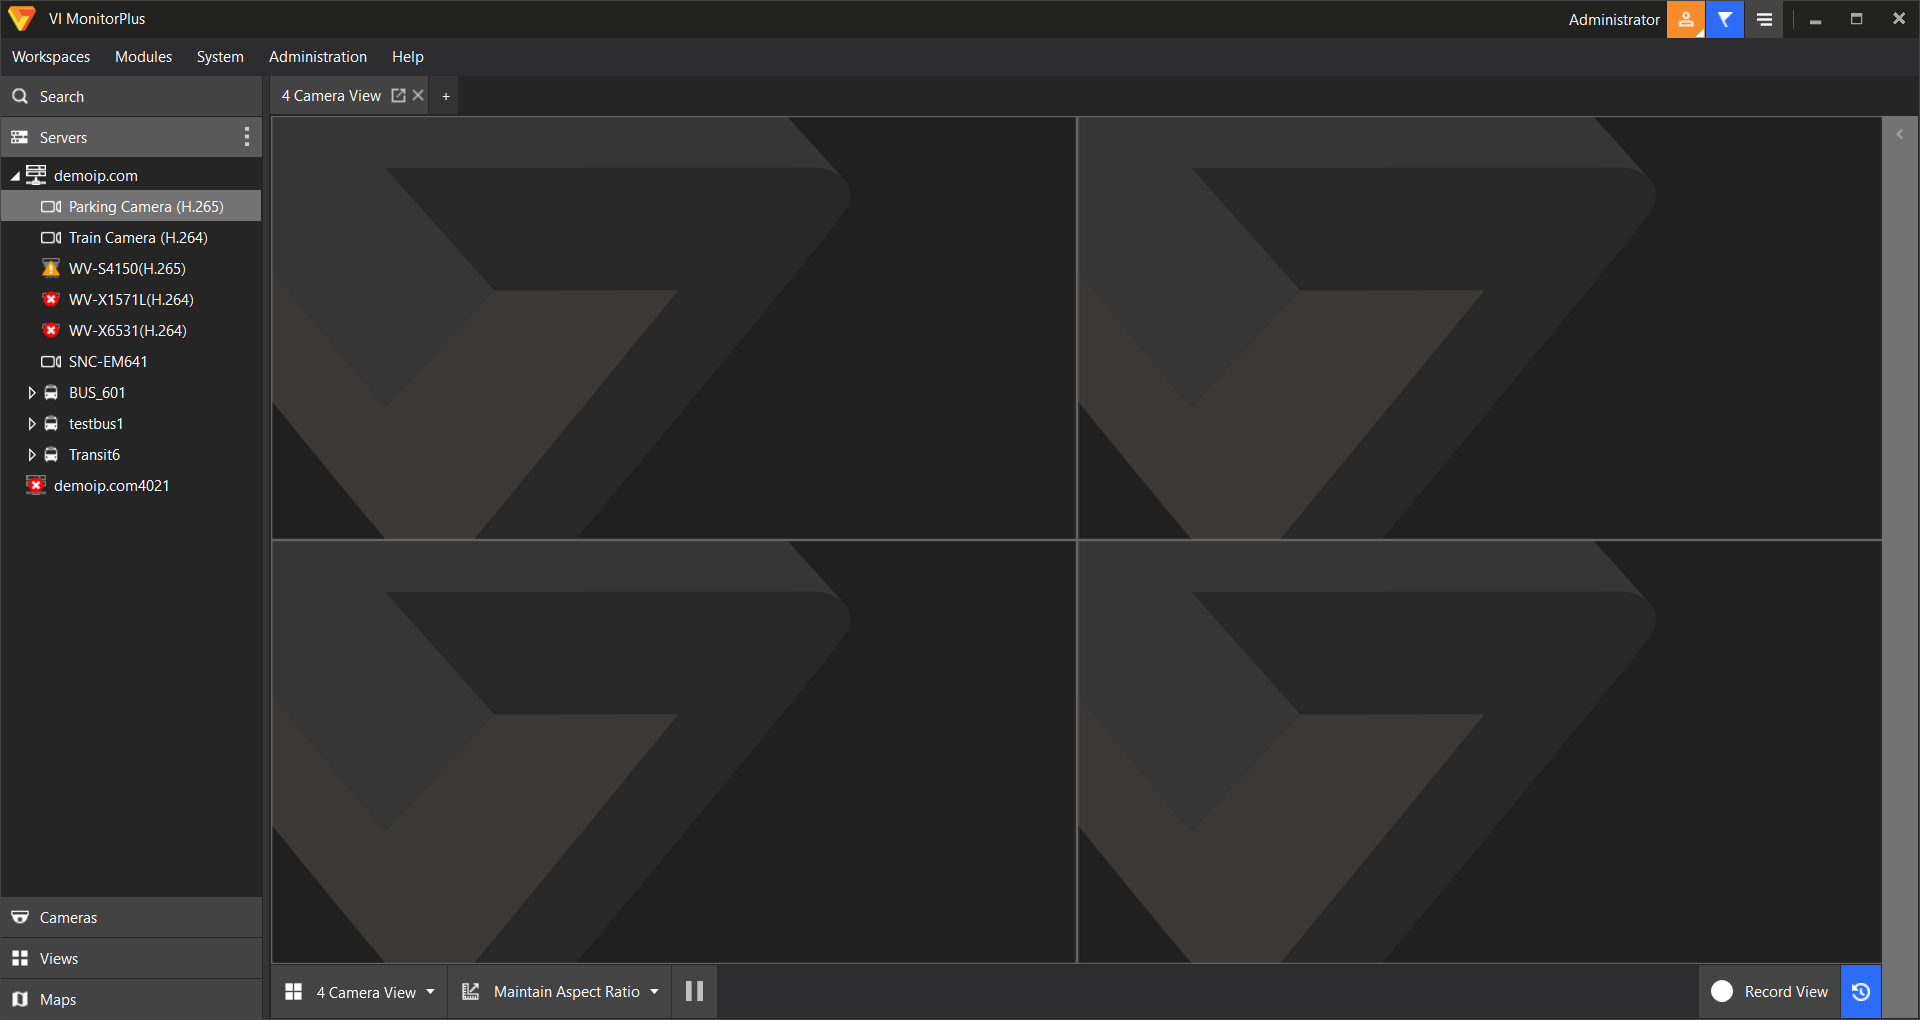 VI MonitorPlus
Administrator
Workspaces Modules System Administration Help
Search
4 Camera View +
Servers
demoip.com
Parking Camera (H.265)
Train Camera (H.264)
WV-S4150(H.265)
WV-X1571L(H.264)
WV-X6531(H.264)
SNC-EM641
BUS_601
testbus1
Transit6
demoip.com4021
Cameras
Views
Maps
4 Camera View
Maintain Aspect Ratio
Record View